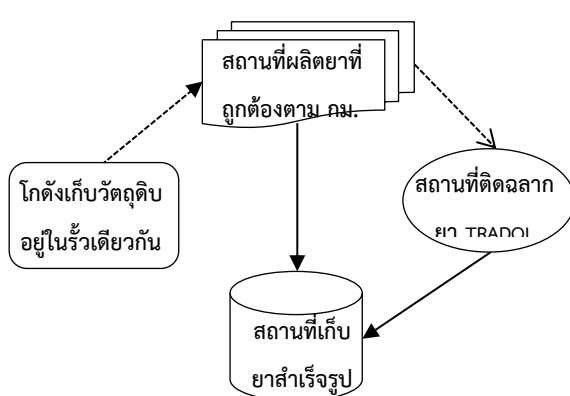 สถานที่ผลิตยาที่
ถูกต้องตาม กม.
โกดังเก็บวัตถุดิบ
อยู่ในรั้วเดียวกัน
สถานที่ติดฉลาก
ยา TRADOL
สถานที่เก็บ
ยาสำเร็จรูป